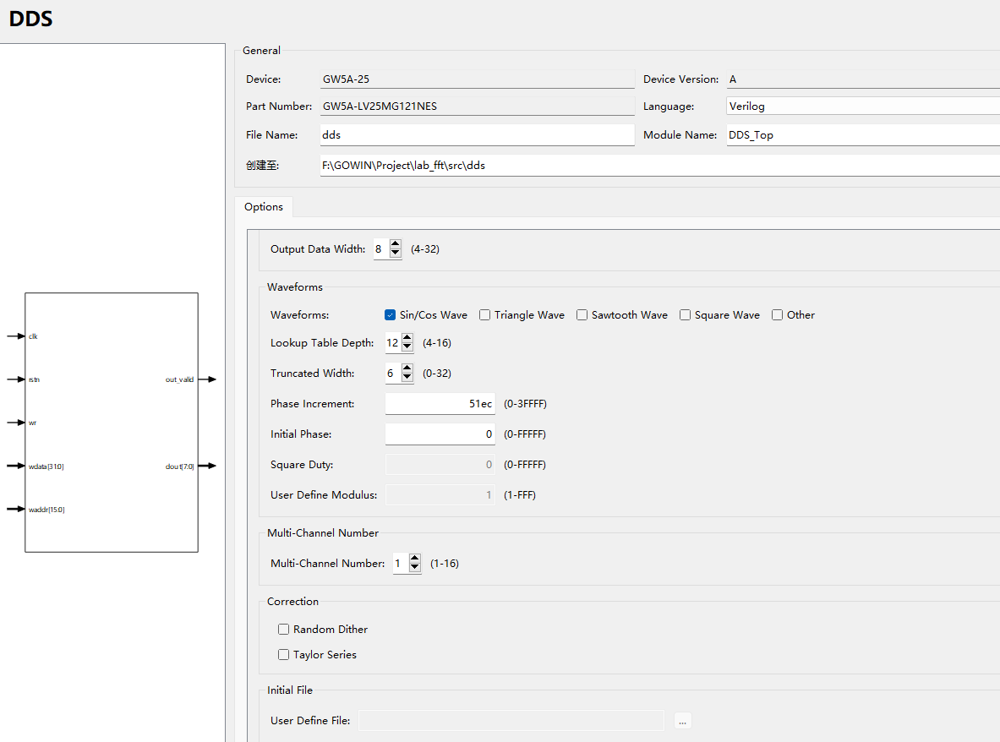 DDS
General
Device: GW5A-25 Device Version: A
Part Number: GW5A-LV25MG121NES Language: Verilog
File Name: dds Module Name: DDS_Top
创建至: F:\GOWIN\Project\lab_fft\src\dds
Options
Output Data Width: 8 (4-32)
Waveforms
Waveforms: Sin/Cos Wave Triangle Wave Sawtooth Wave Square Wave Other
Lookup Table Depth: 12 (4-16)
Truncated Width: 6 (0-32)
Phase Increment: 51ec (0-3FFFF)
Initial Phase: 0 (0-FFFFF)
Square Duty: 0 (0-FFFFF)
User Define Modulus: 1 (1-FFF)
Multi-Channel Number
Multi-Channel Number: 1 (1-16)
Correction
Random Dither
Taylor Series
Initial File
User Define File: ...
clk
rstn out_valid
wr
wdata[31:0] dout[7:0]
waddr[15:0]